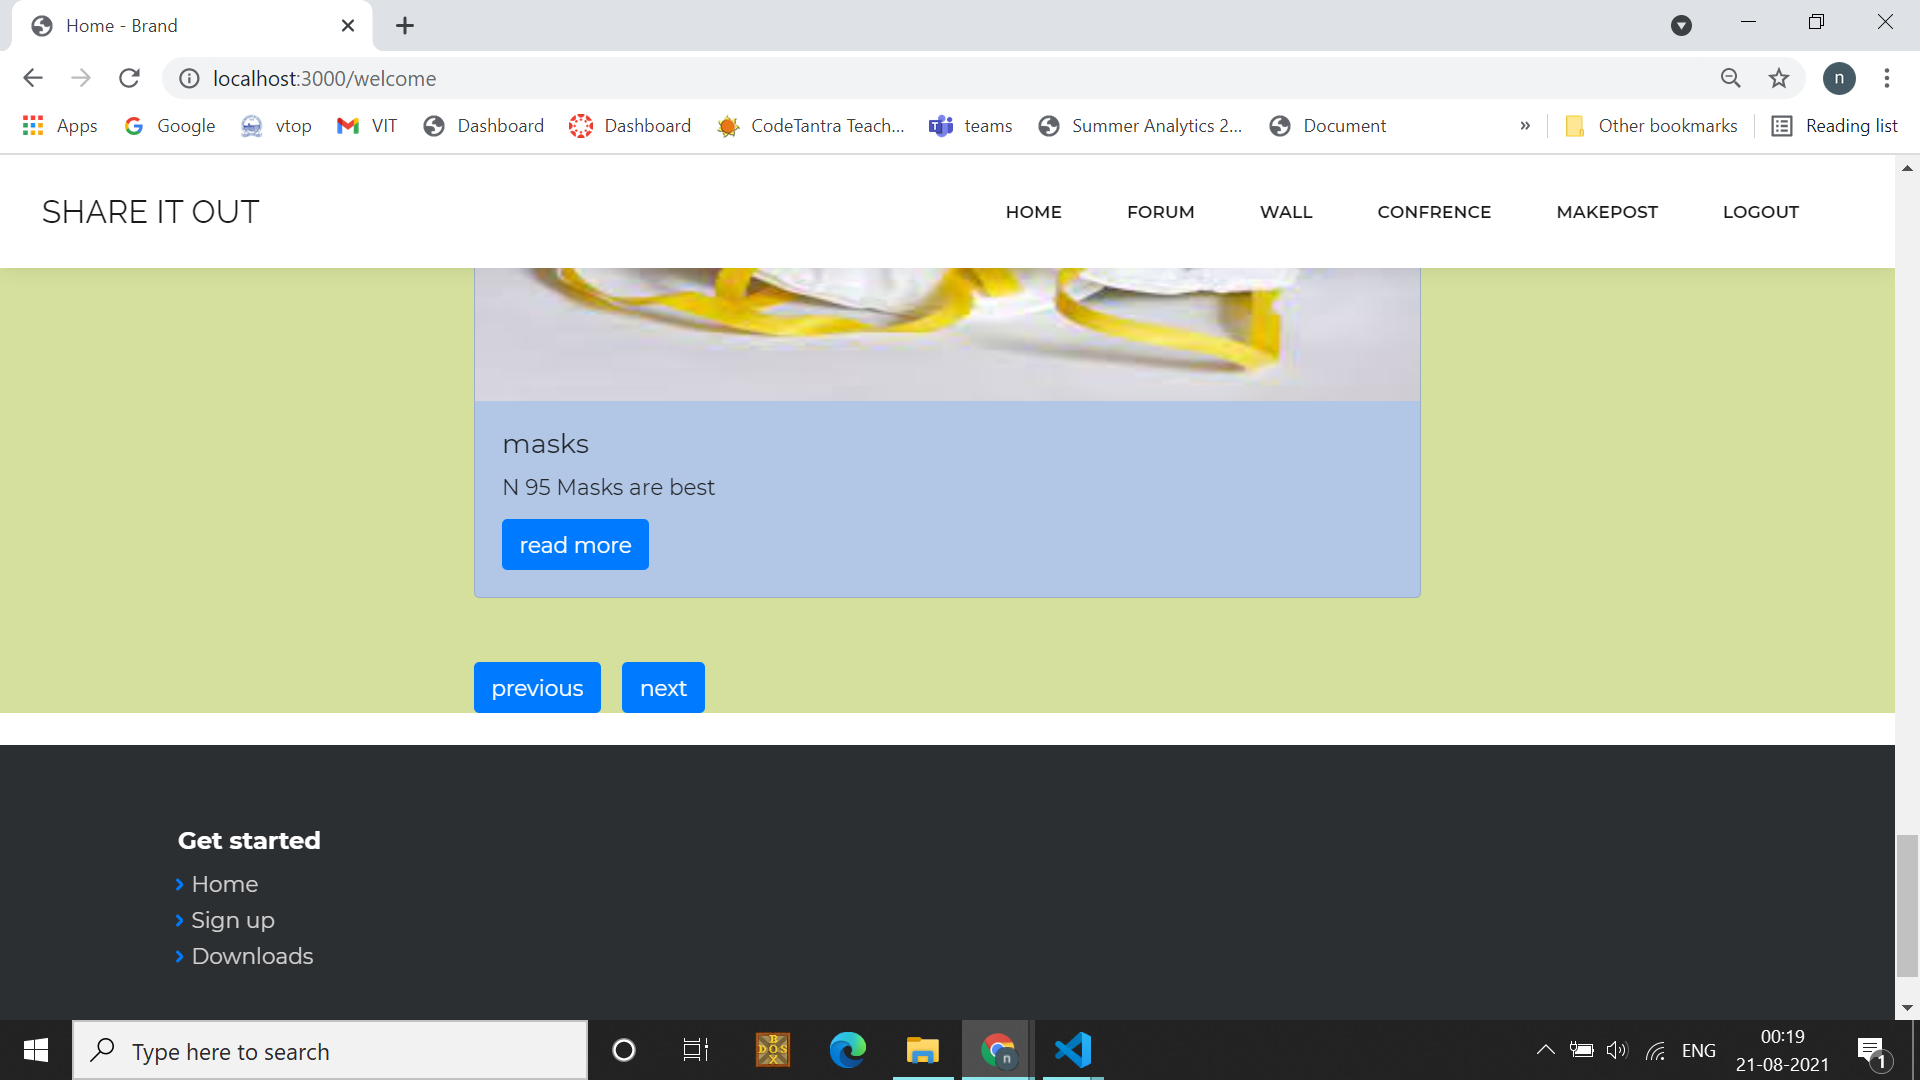 Home - Brand
localhost:3000/welcome
n
Apps Google vtop VIT Dashboard Dashboard CodeTantra Teach... teams Summer Analytics 2... Document » Other bookmarks Reading list
SHARE IT OUT HOME FORUM WALL CONFRENCE MAKEPOST LOGOUT
masks
N 95 Masks are best
read more
previous next
Get started
Home
Sign up
Downloads
Type here to search
DOS
BOX
n
ENG
00:19
21-08-2021
1